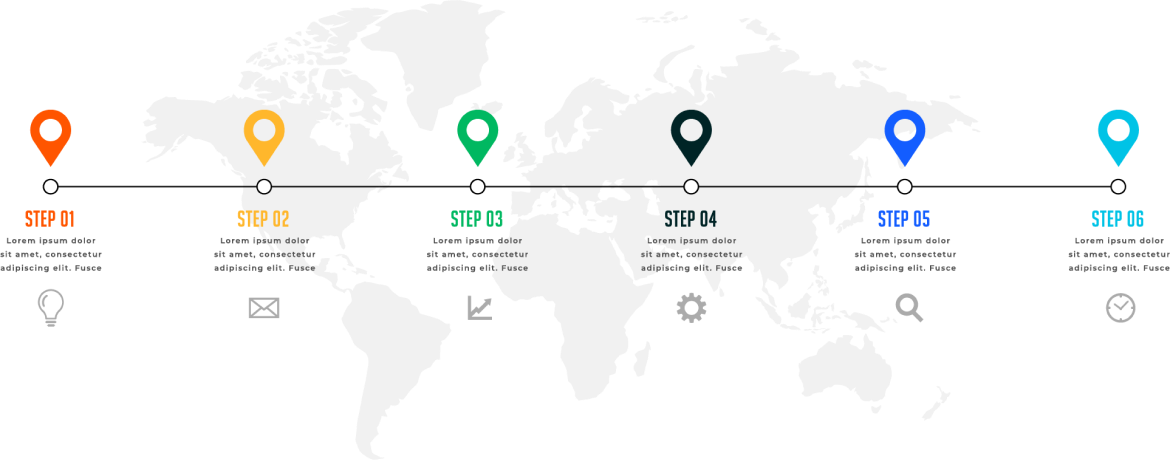 STEP 01
Lorem ipsum dolor
sit amet, consectetur
adipiscing elit. Fusce
STEP 02
Lorem ipsum dolor
sit amet, consectetur
adipiscing elit. Fusce
STEP 03
Lorem ipsum dolor
sit amet, consectetur
adipiscing elit. Fusce
STEP 04
Lorem ipsum dolor
sit amet, consectetur
adipiscing elit. Fusce
STEP 05
Lorem ipsum dolor
sit amet, consectetur
adipiscing elit. Fusce
STEP 06
Lorem ipsum dolor
sit amet, consectetur
adipiscing elit. Fusce